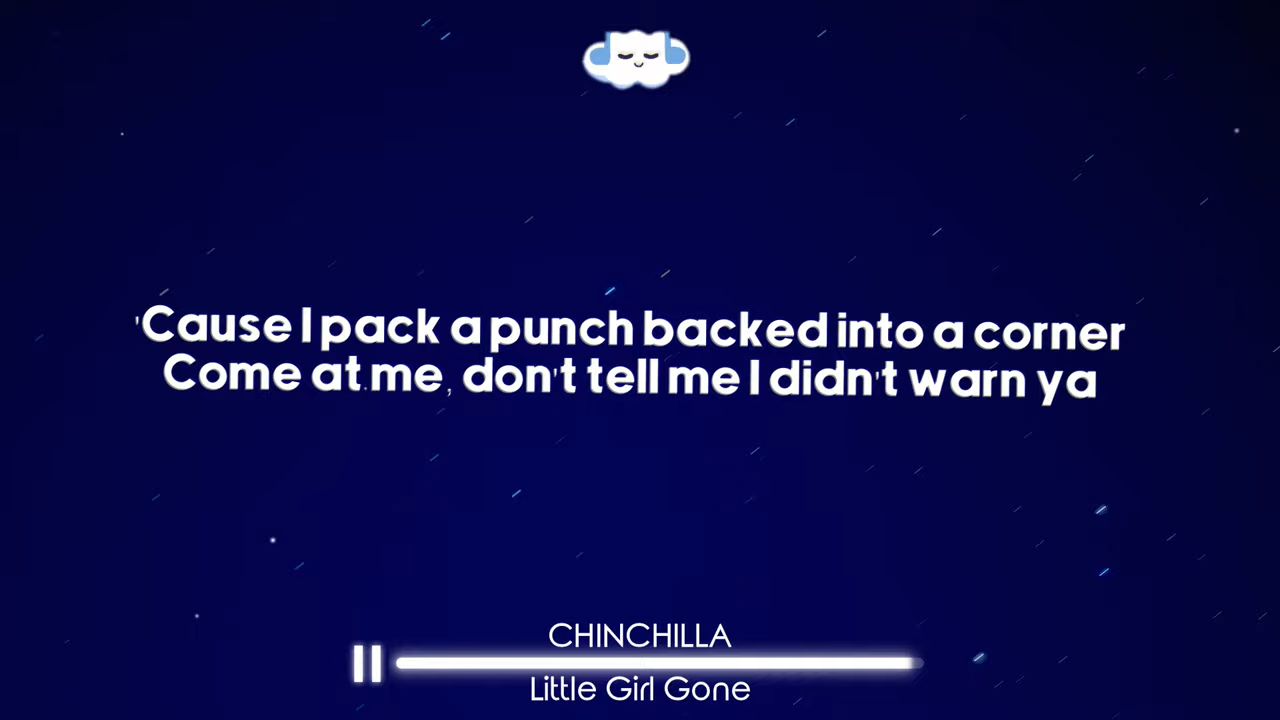 'Cause I pack a punch backed into a corner
Come at me, don't tell me I didn't warn ya
CHINCHILLA
Little Girl Gone